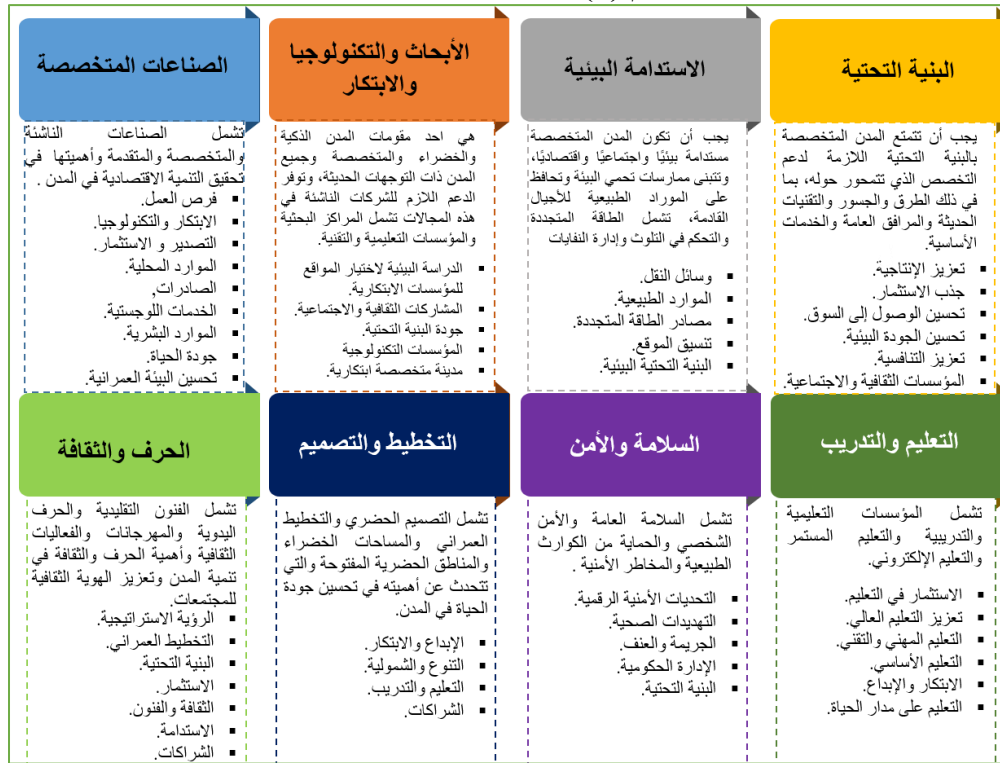 البنية التحتية
يجب أن تتمتع المدن المتخصصة
بالبنية التحتية اللازمة لدعم
التخصص الذي تتمحور حوله، بما
في ذلك الطرق والجسور والتقنيات
الحديثة والمرافق العامة والخدمات
الأساسية.
▪ تعزيز الإنتاجية.
▪ جذب الاستثمار.
▪ تحسين الوصول إلى السوق.
▪ تحسين الجودة البيئية.
▪ تعزيز التنافسية.
▪ المؤسسات الثقافية والاجتماعية.
الاستدامة البيئية
يجب أن تكون المدن المتخصصة
مستدامة بيئيًا واجتماعيًا واقتصاديًا،
وتتبنى ممارسات تحمي البيئة وتحافظ
على الموارد الطبيعية للأجيال
القادمة، تشمل الطاقة المتجددة
والتحكم في التلوث وإدارة النفايات
▪ وسائل النقل.
▪ الموارد الطبيعية.
▪ مصادر الطاقة المتجددة.
▪ تنسيق الموقع.
▪ البنية التحتية البيئية.
الأبحاث والتكنولوجيا
والابتكار
هي احد مقومات المدن الذكية
والخضراء والمتخصصة وجميع
المدن ذات التوجهات الحديثة، وتوفر
الدعم اللازم للشركات الناشئة في
هذه المجالات تشمل المراكز البحثية
والمؤسسات التعليمية والتقنية.
▪ الدراسة البيئية لاختيار المواقع
للمؤسسات الابتكارية.
▪ المشاركات الثقافية والاجتماعية.
▪ جودة البنية التحتية.
▪ المؤسسات التكنولوجية
▪ مدينة متخصصة ابتكارية.
الصناعات المتخصصة
تشمل الصناعات الناشئة
والمتخصصة والمتقدمة وأهميتها في
تحقيق التنمية الاقتصادية في المدن .
▪ فرص العمل.
▪ الابتكار والتكنولوجيا.
▪ التصدير و الاستثمار.
▪ الموارد المحلية.
▪ الصادرات,
▪ الخدمات اللوجستية.
▪ الموارد البشرية.
▪ جودة الحياة.
▪ تحسين البيئة العمرانية.
التعليم والتدريب
تشمل المؤسسات التعليمية
والتدريبية والتعليم المستمر
والتعليم الإلكتروني.
▪ الاستثمار في التعليم.
▪ تعزيز التعليم العالي.
▪ التعليم المهني والتقني.
▪ التعليم الأساسي.
▪ الابتكار والإبداع.
▪ التعليم على مدار الحياة.
السلامة والأمن
تشمل السلامة العامة والأمن
الشخصي والحماية من الكوارث
الطبيعية والمخاطر الأمنية .
▪ التحديات الأمنية الرقمية.
▪ التهديدات الصحية.
▪ الجريمة والعنف.
▪ الإدارة الحكومية.
▪ البنية التحتية.
التخطيط والتصميم
تشمل التصميم الحضري والتخطيط
العمراني والمساحات الخضراء
والمناطق الحضرية المفتوحة والتي
تتحدث عن أهميته في تحسين جودة
الحياة في المدن.
▪ الإبداع والابتكار.
▪ التنوع والشمولية.
▪ التعليم والتدريب.
▪ الشراكات.
الحرف والثقافة
تشمل الفنون التقليدية والحرف
اليدوية والمهرجانات والفعاليات
الثقافية وأهمية الحرف والثقافة في
تنمية المدن وتعزيز الهوية الثقافية
للمجتمعات.
▪ الرؤية الاستراتيجية.
▪ التخطيط العمراني.
▪ البنية التحتية.
▪ الاستثمار.
▪ الثقافة والفنون.
▪ الاستدامة.
▪ الشراكات.